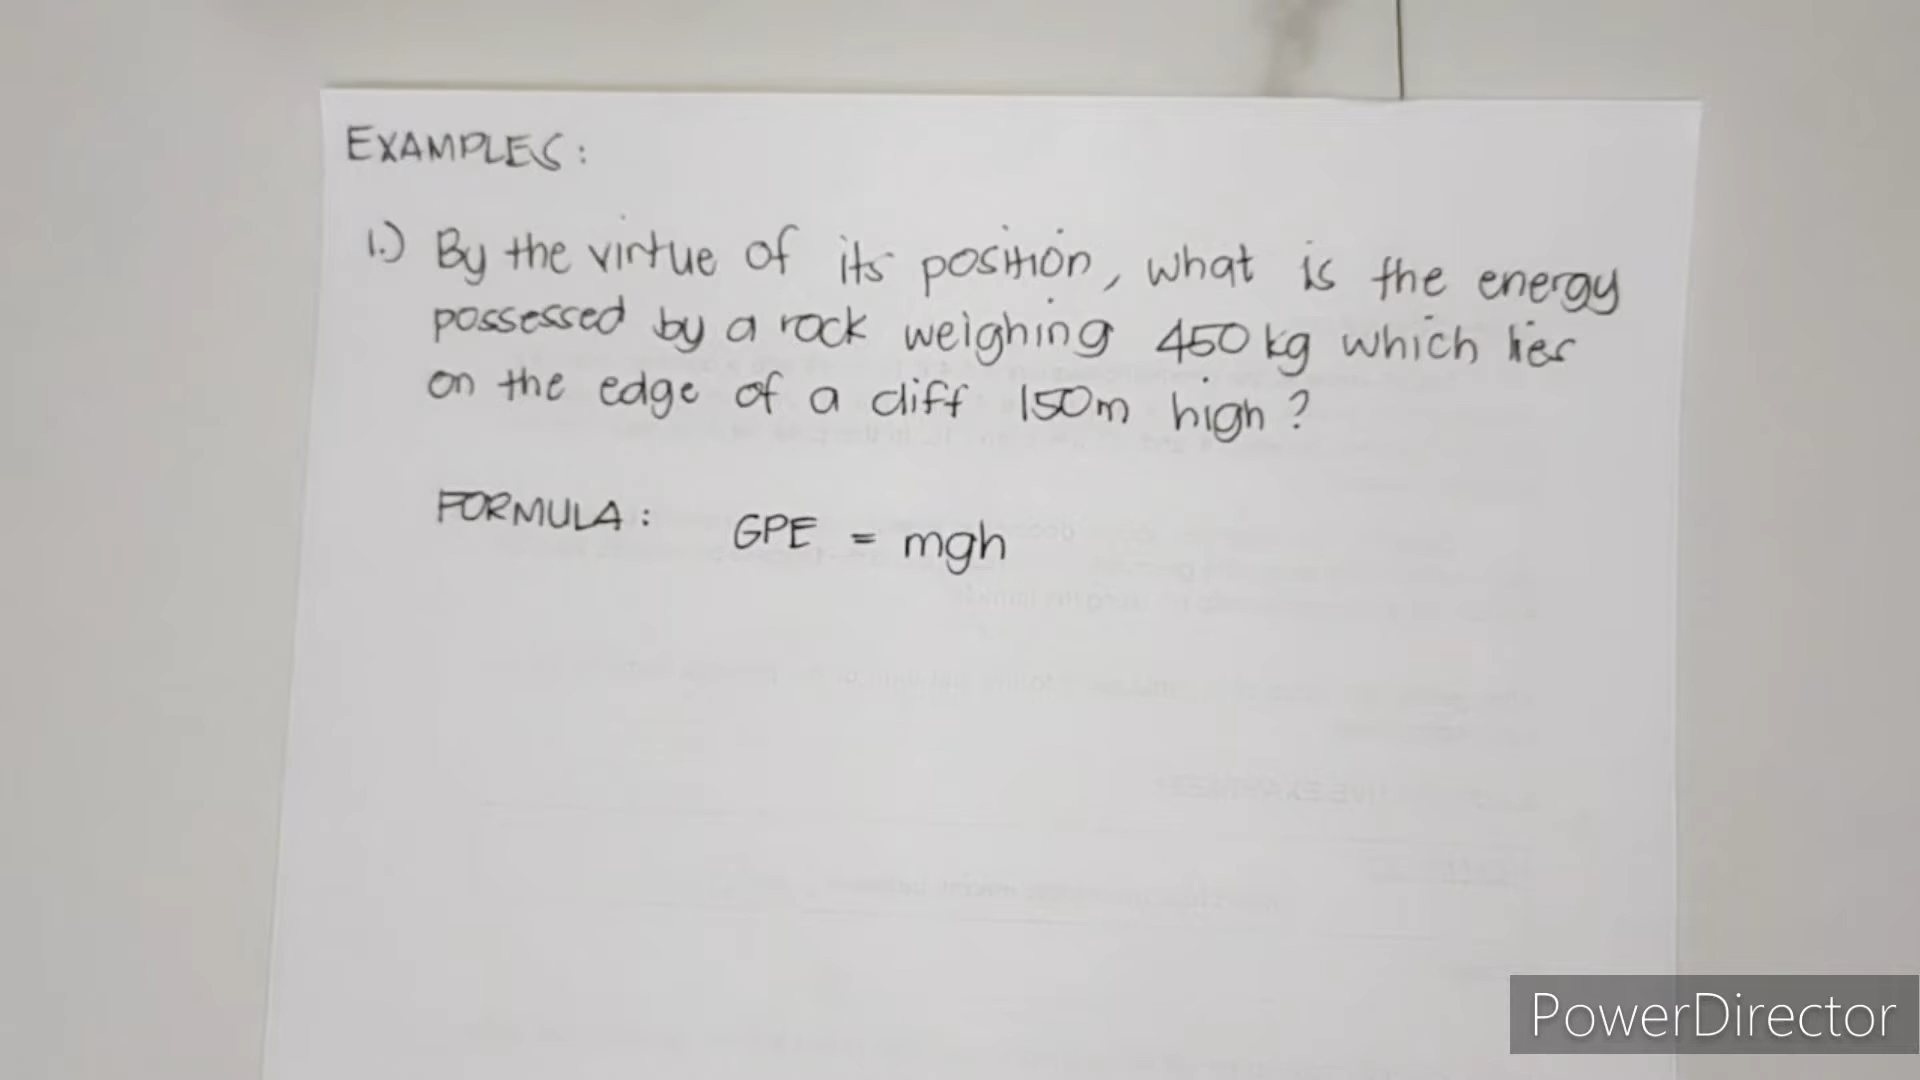 EXAMPLES:
1.) By the virtue of its position, what is the energy
possessed by a rock weighing 450 kg which lies
on the edge of a cliff 150m high?
FORMULA: GPE = mgh
PowerDirector